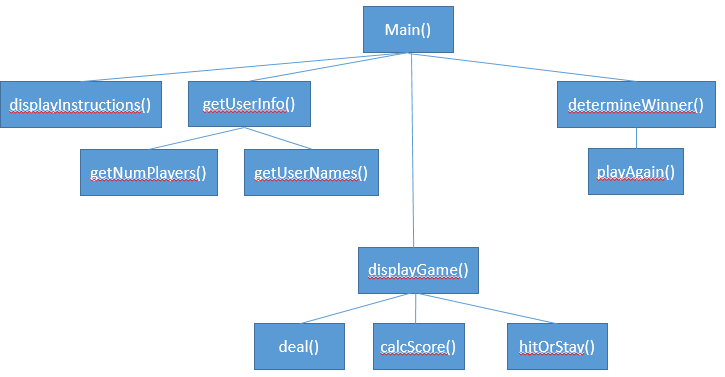 Main()
displayInstructions()
getUserInfo()
determineWinner()
getNumPlayers()
getUserNames()
playAgain()
displayGame()
deal()
calcScore()
hitOrStay()